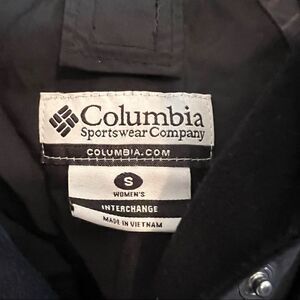 Columbia
Sportswear Company
COLUMBIA.COM
S
WOMEN'S
INTERCHANGE
MADE IN VIETNAM